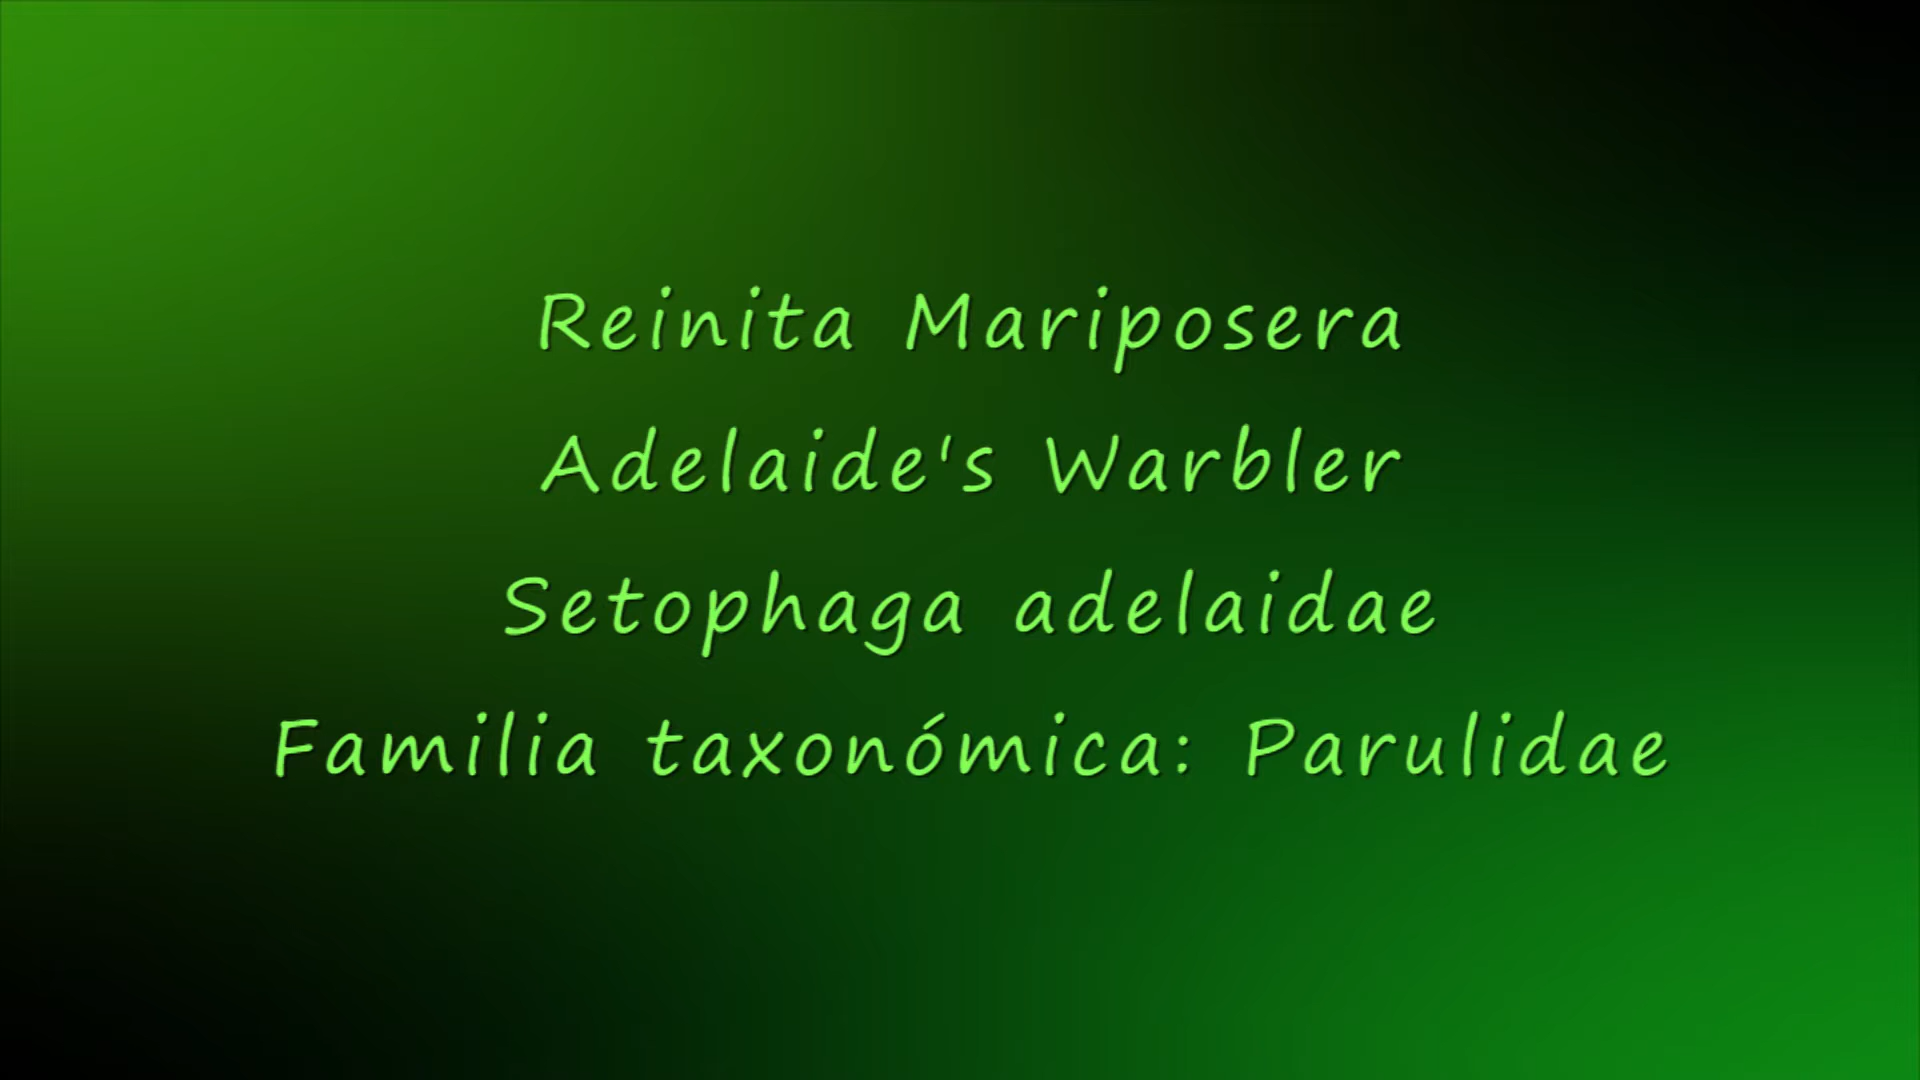 Reinita Mariposera
Adelaide's Warbler
Setophaga adelaidae
Familia taxonómica: Parulidae